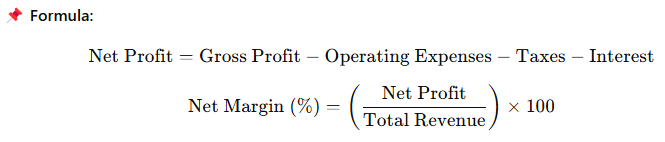 📌 Formula:
Net Profit = Gross Profit − Operating Expenses − Taxes − Interest
Net Margin (%) = (Net Profit / Total Revenue) × 100